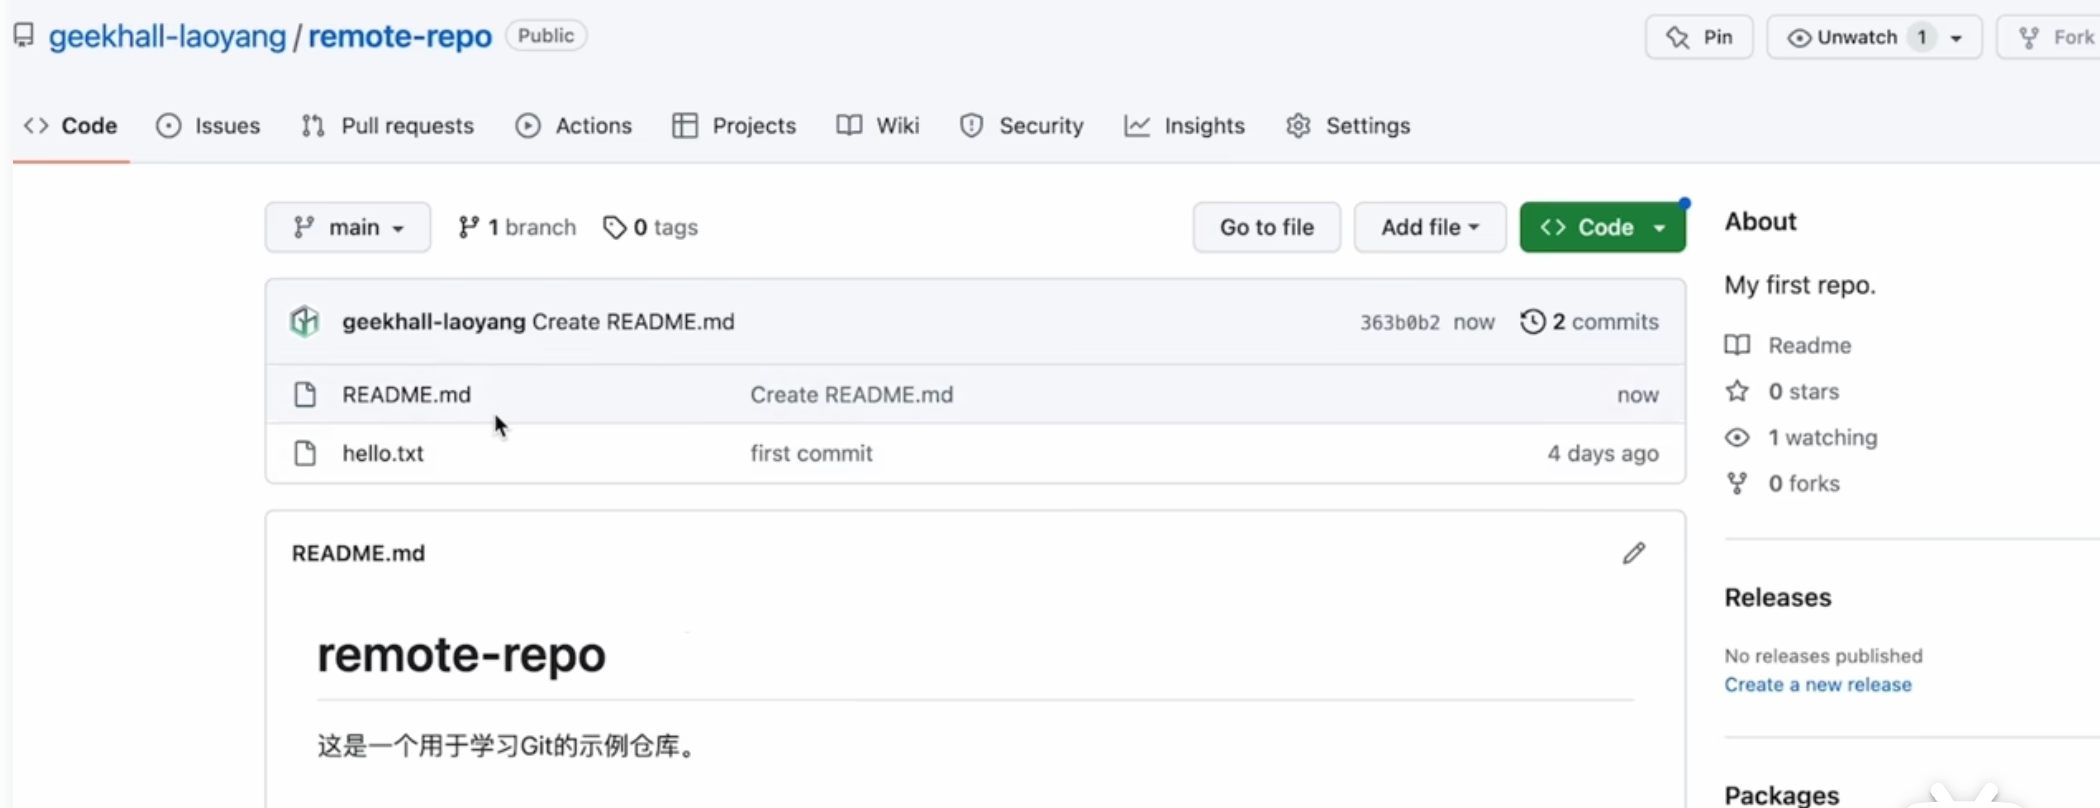 geekhall-laoyang / remote-repo Public Pin Unwatch 1 Fork
Code Issues Pull requests Actions Projects Wiki Security Insights Settings
main 1 branch 0 tags Go to file Add file Code
geekhall-laoyang Create README.md 363b0b2 now 2 commits
README.md Create README.md now
hello.txt first commit 4 days ago
README.md
remote-repo
这是一个用于学习Git的示例仓库。
About
My first repo.
Readme
0 stars
1 watching
0 forks
Releases
No releases published
Create a new release
Packages